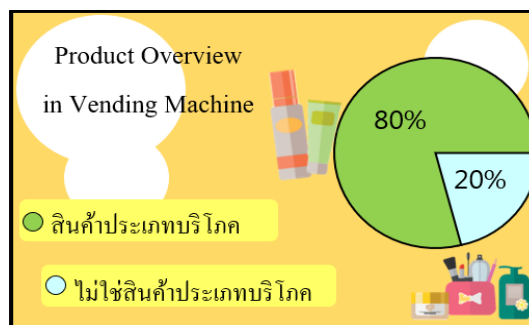 Product Overview
in Vending Machine
80%
20%
สินค้าประเภทบริโภค
ไม่ใช่สินค้าประเภทบริโภค